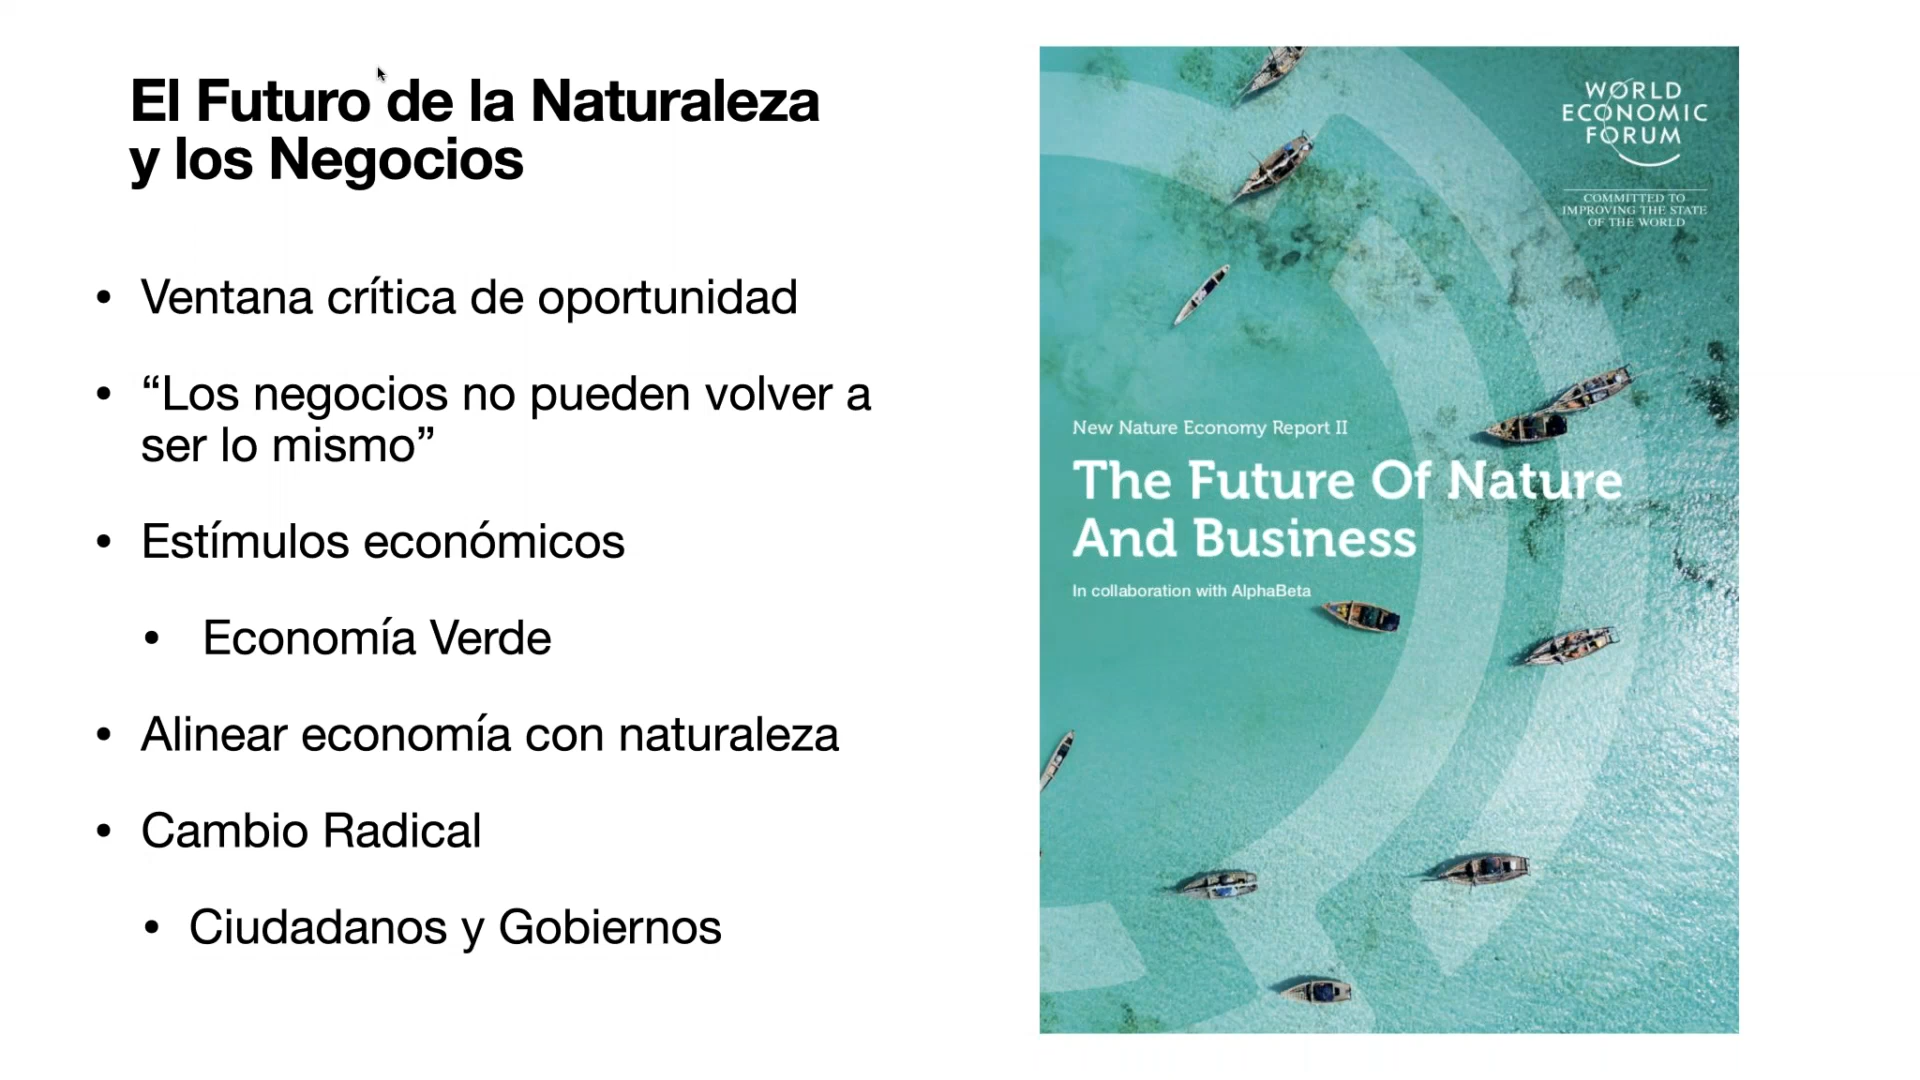 El Futuro de la Naturaleza
y los Negocios
• Ventana crítica de oportunidad
• “Los negocios no pueden volver a
ser lo mismo”
• Estímulos económicos
• Economía Verde
• Alinear economía con naturaleza
• Cambio Radical
• Ciudadanos y Gobiernos
WORLD
ECONOMIC
FORUM
COMMITTED TO
IMPROVING THE STATE
OF THE WORLD
New Nature Economy Report II
The Future Of Nature
And Business
In collaboration with AlphaBeta